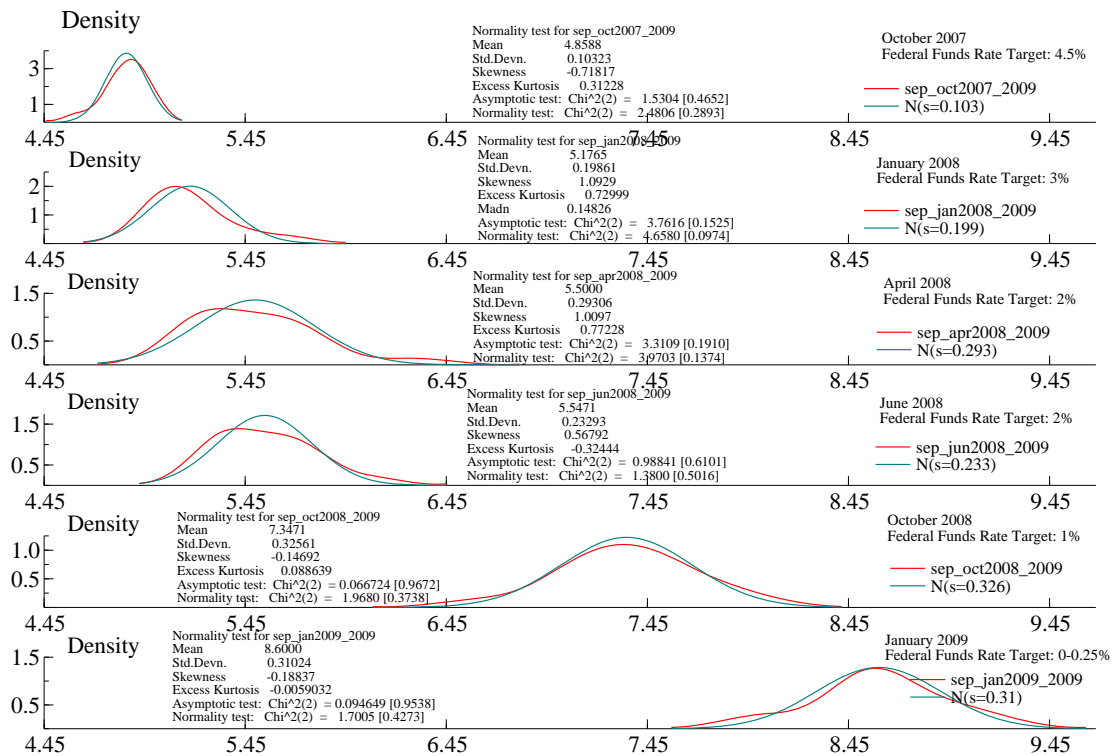 Density
Normality test for sep_oct2007_2009
Mean 4.8588
Std.Devn. 0.10323
Skewness -0.71817
Excess Kurtosis 0.31228
Asymptotic test: Chi^2(2) = 1.5304 [0.4652]
Normality test: Chi^2(2) = 2.4806 [0.2893]
October 2007
Federal Funds Rate Target: 4.5%
sep_oct2007_2009
N(s=0.103)
3
1
4.45 5.45 6.45 7.45 8.45 9.45
Density
Normality test for sep_jan2008_2009
Mean 5.1765
Std.Devn. 0.19861
Skewness 1.0929
Excess Kurtosis 0.72999
Madn 0.14826
Asymptotic test: Chi^2(2) = 3.7616 [0.1525]
Normality test: Chi^2(2) = 4.6580 [0.0974]
January 2008
Federal Funds Rate Target: 3%
sep_jan2008_2009
N(s=0.199)
2
1
4.45 5.45 6.45 7.45 8.45 9.45
Density
Normality test for sep_apr2008_2009
Mean 5.5000
Std.Devn. 0.29306
Skewness 1.0097
Excess Kurtosis 0.77228
Asymptotic test: Chi^2(2) = 3.3109 [0.1910]
Normality test: Chi^2(2) = 3.9703 [0.1374]
April 2008
Federal Funds Rate Target: 2%
sep_apr2008_2009
N(s=0.293)
1.5
0.5
4.45 5.45 6.45 7.45 8.45 9.45
Density
Normality test for sep_jun2008_2009
Mean 5.5471
Std.Devn. 0.23293
Skewness 0.56792
Excess Kurtosis -0.32444
Asymptotic test: Chi^2(2) = 0.98841 [0.6101]
Normality test: Chi^2(2) = 1.3800 [0.5016]
June 2008
Federal Funds Rate Target: 2%
sep_jun2008_2009
N(s=0.233)
1.5
0.5
4.45 5.45 6.45 7.45 8.45 9.45
Density
Normality test for sep_oct2008_2009
Mean 7.3471
Std.Devn. 0.32561
Skewness -0.14692
Excess Kurtosis 0.088639
Asymptotic test: Chi^2(2) = 0.066724 [0.9672]
Normality test: Chi^2(2) = 1.9680 [0.3738]
October 2008
Federal Funds Rate Target: 1%
sep_oct2008_2009
N(s=0.326)
1.0
0.5
4.45 5.45 6.45 7.45 8.45 9.45
Density
Normality test for sep_jan2009_2009
Mean 8.6000
Std.Devn. 0.31024
Skewness -0.18837
Excess Kurtosis -0.0059032
Asymptotic test: Chi^2(2) = 0.094649 [0.9538]
Normality test: Chi^2(2) = 1.7005 [0.4273]
January 2009
Federal Funds Rate Target: 0-0.25%
sep_jan2009_2009
N(s=0.31)
1.5
0.5
4.45 5.45 6.45 7.45 8.45 9.45